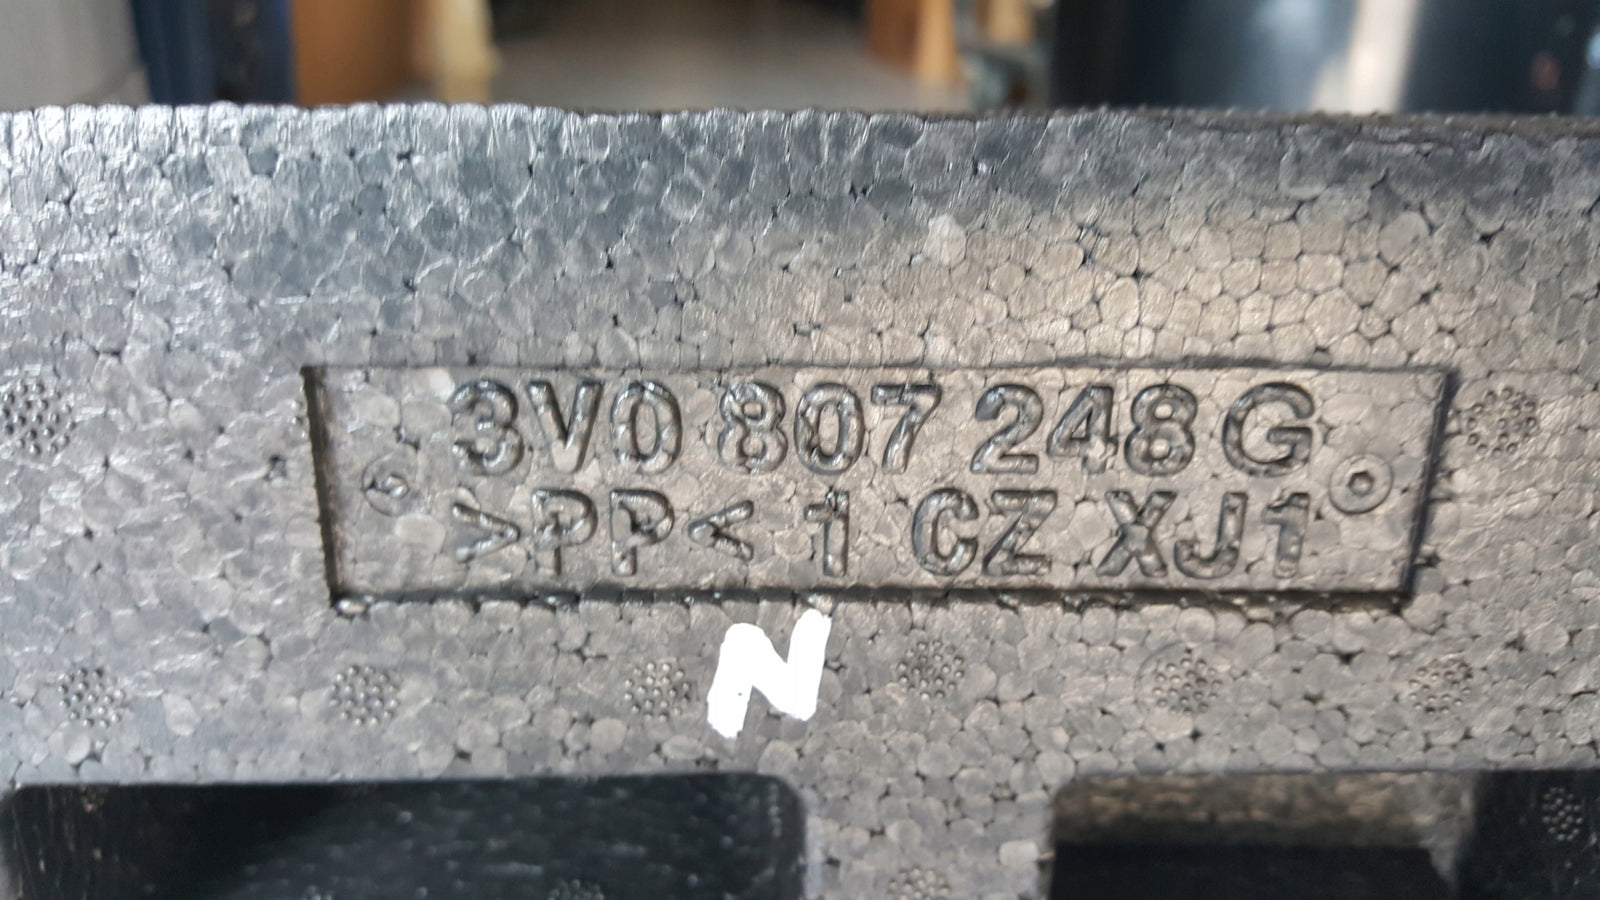 3V0 807 248 G
>PP< 1 CZ XJ1
N